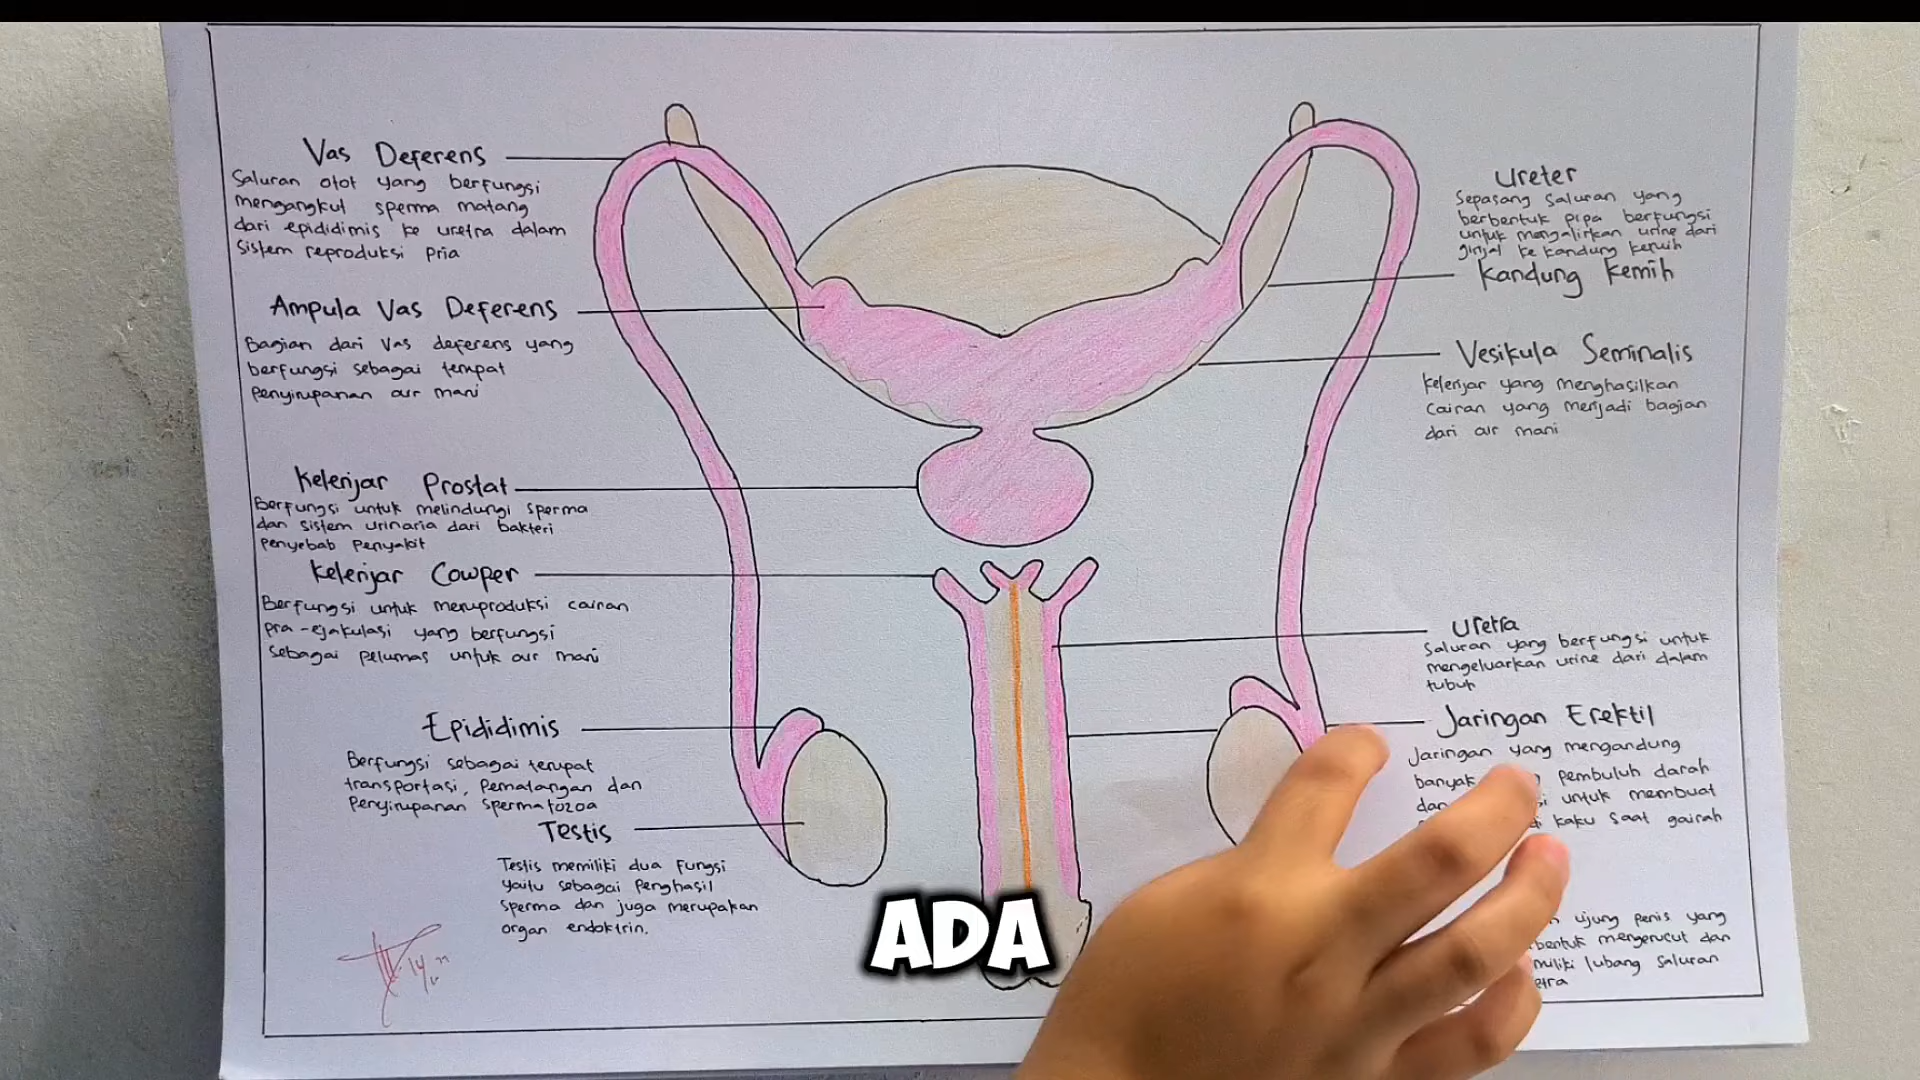 Vas Deferens
Saluran otot yang berfungsi
mengangkut sperma matang
dari epididimis ke uretra dalam
sistem reproduksi pria
Ampula Vas Deferens
Bagian dari vas deferens yang
berfungsi sebagai tempat
penyimpanan air mani
Kelenjar Prostat
Berfungsi untuk melindungi sperma
dan sistem urinaria dari bakteri
penyebab penyakit
Kelenjar Cowper
Berfungsi untuk memproduksi cairan
pra-ejakulasi yang berfungsi
sebagai pelumas untuk air mani
Epididimis
Berfungsi sebagai tempat
transportasi, Pematangan dan
Penyimpanan spermatozoa
Testis
Testis memiliki dua fungsi
yaitu sebagai penghasil
sperma dan juga merupakan
organ endoktrin.
Ureter
Sepasang saluran yang
berbentuk pipa berfungsi
untuk mengalirkan urine dari
ginjal ke kandung kemih
Kandung Kemih
Vesikula Seminalis
Kelenjar yang menghasilkan
cairan yang menjadi bagian
dari air mani
Uretra
Saluran yang berfungsi untuk
mengeluarkan urine dari dalam
tubuh
Jaringan Erektil
Jaringan yang mengandung
banyak pembuluh darah
dan untuk membuat
kaku saat gairah
ujung penis yang
mengerucut dan
lubang saluran
ADA